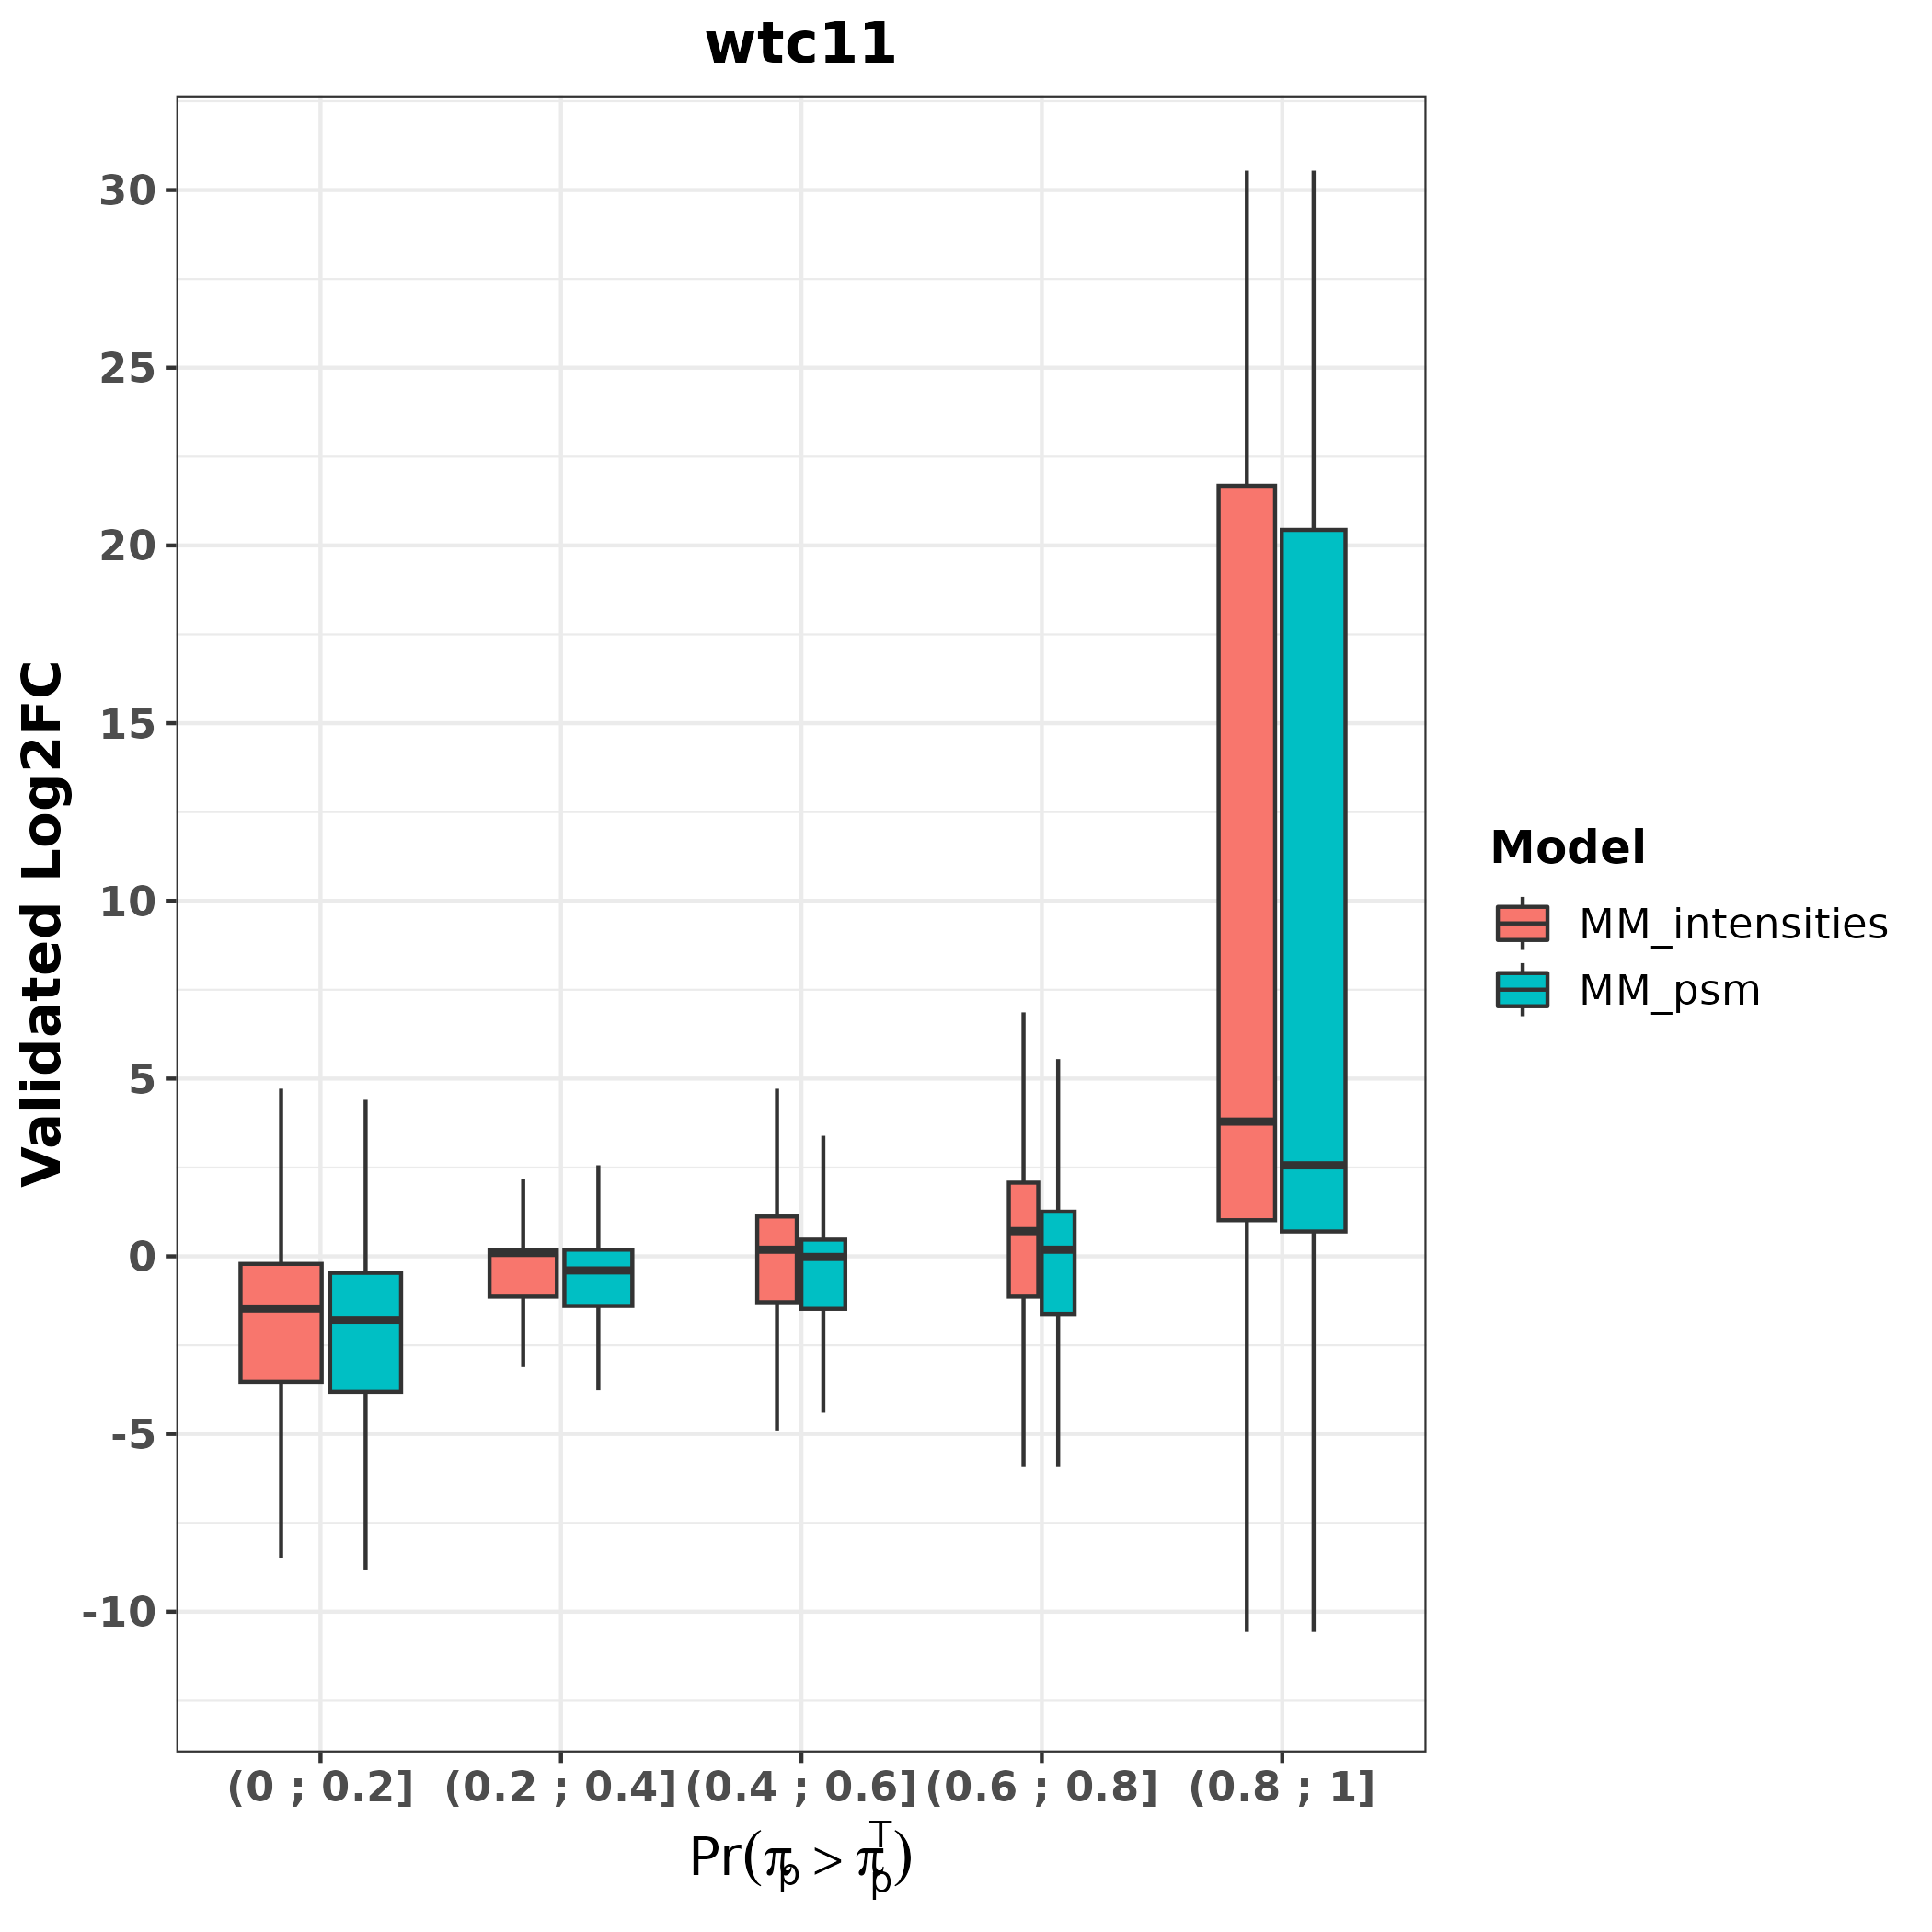 wtc11
Validated Log2FC
30
25
20
15
10
5
0
-5
-10
(0 ; 0.2] (0.2 ; 0.4] (0.4 ; 0.6] (0.6 ; 0.8] (0.8 ; 1]
Pr(πp > πpT)
Model
MM_intensities
MM_psm